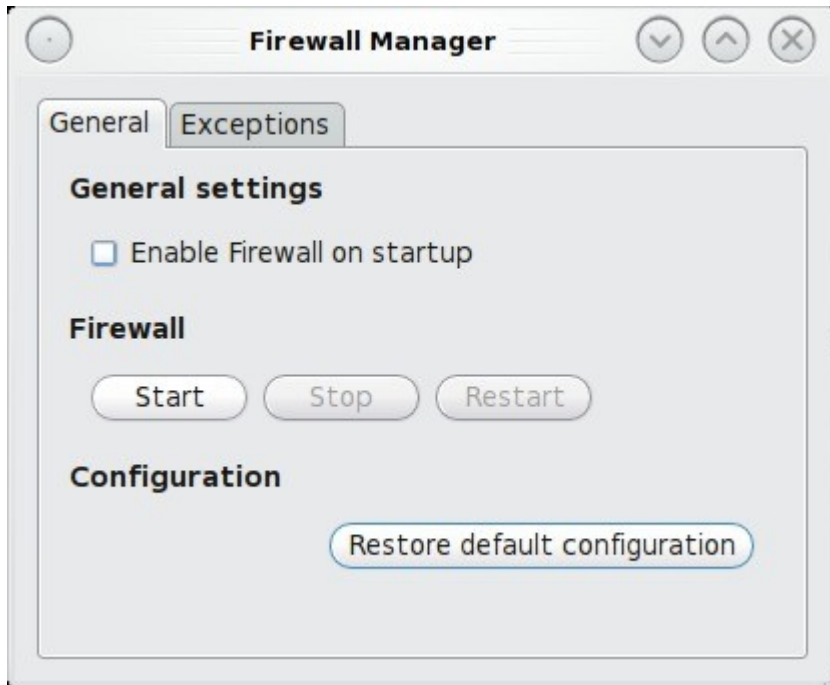 Firewall Manager
General Exceptions
General settings
Enable Firewall on startup
Firewall
Start Stop Restart
Configuration
Restore default configuration